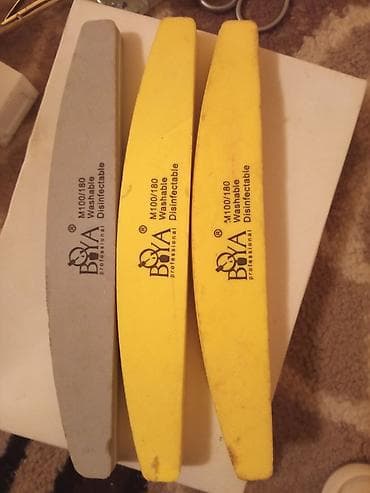 M100/180
Washable
Disinfectable
BOYA®
professional
M100/180
Washable
Disinfectable
BOYA®
professional
M100/180
Washable
Disinfectable
BOYA®
professional